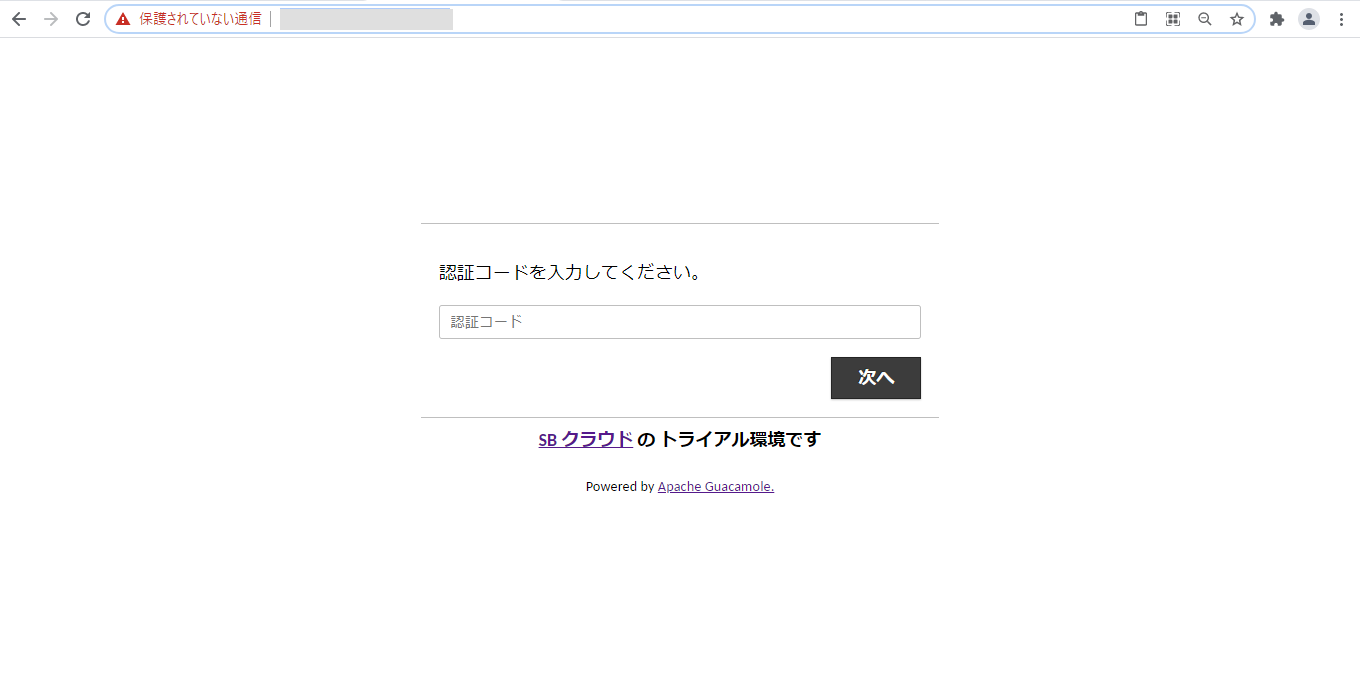 保護されていない通信
認証コードを入力してください。
認証コード
次へ
SB クラウド の トライアル環境です
Powered by Apache Guacamole.